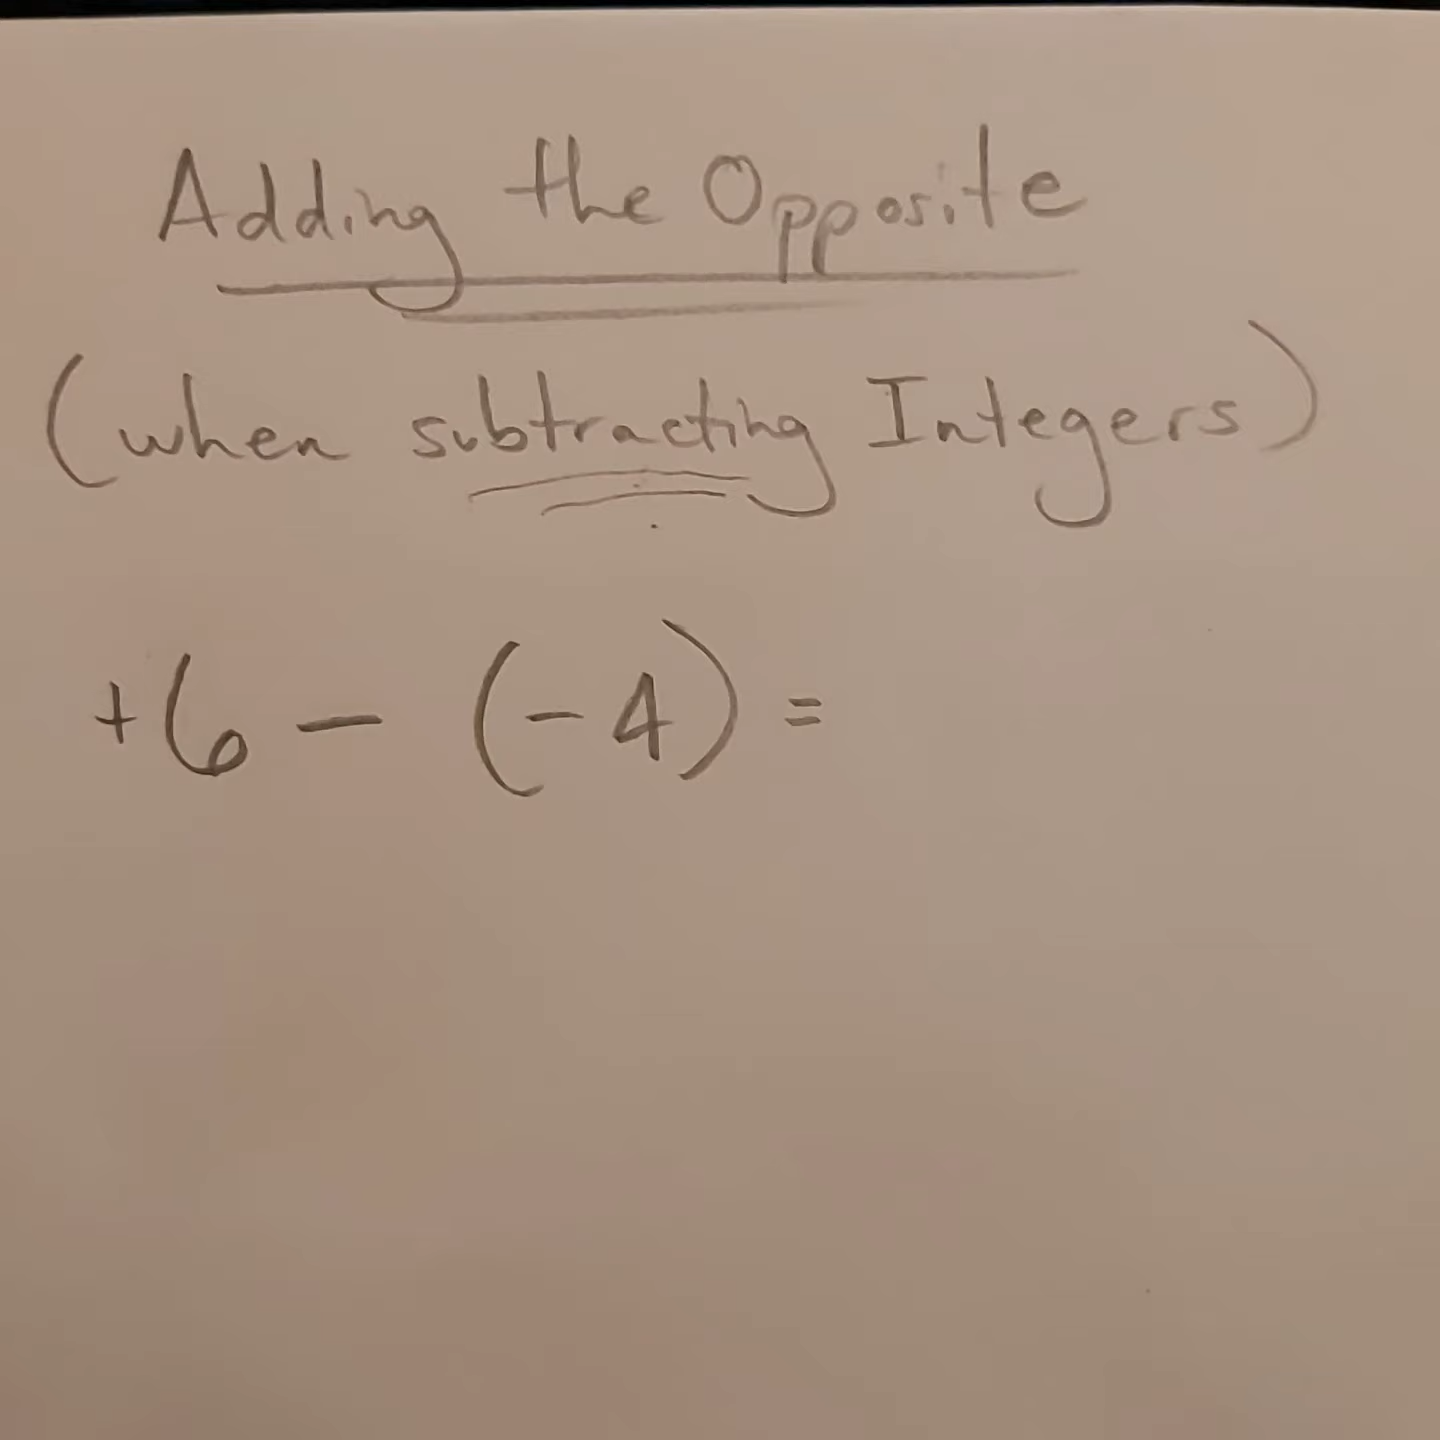 Adding the Opposite
(when subtracting Integers)
+6 - (-4) =